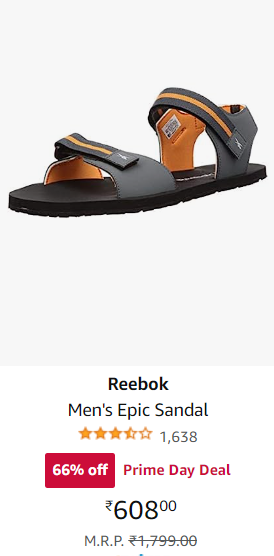 Reebok
Men's Epic Sandal
1,638
66% off Prime Day Deal
₹60800
M.R.P. ₹1,799.00